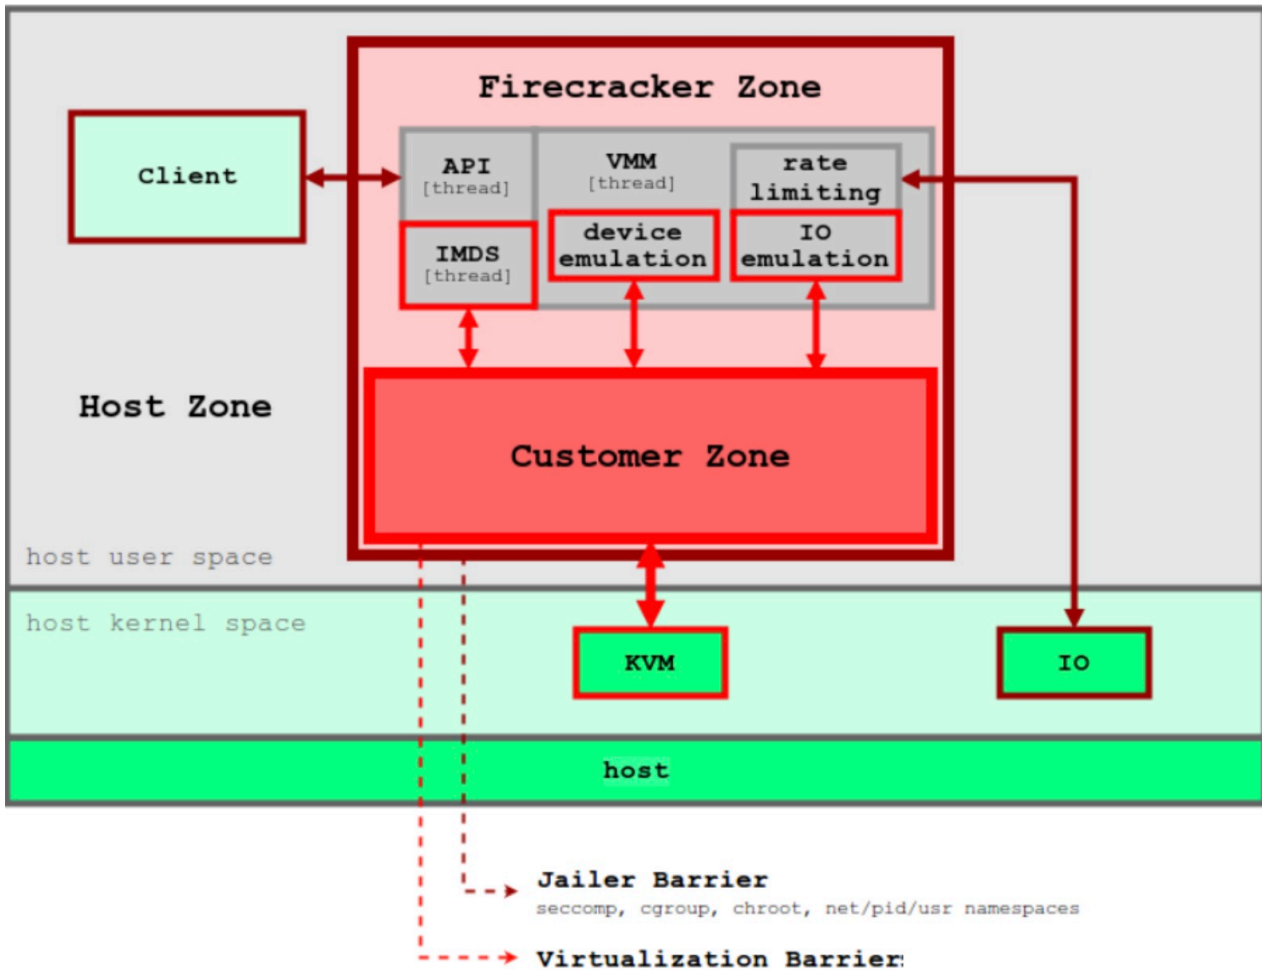 Firecracker Zone
Client
API
[thread]
VMM
[thread]
rate
limiting
IMDS
[thread]
device
emulation
IO
emulation
Host Zone
Customer Zone
host user space
host kernel space
KVM
IO
host
Jailer Barrier
seccomp, cgroup, chroot, net/pid/usr namespaces
Virtualization Barrier